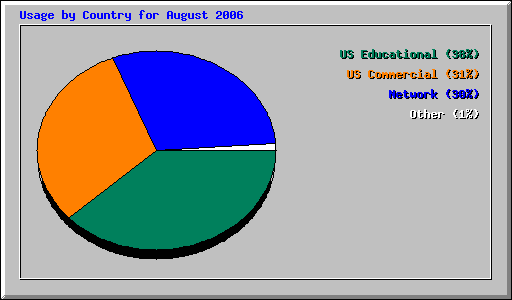 Usage by Country for August 2006
US Educational (38%)
US Commercial (31%)
Network (30%)
Other (1%)